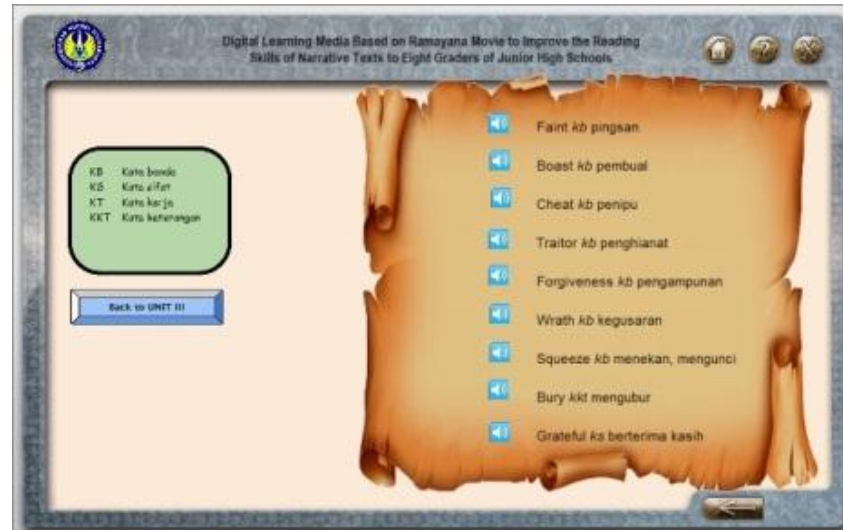 Digital Learning Media Based on Ramayana Movie to Improve the Reading
Skills of Narrative Texts to Eight Graders of Junior High Schools
KB Kata benda
KS Kata sifat
KT Kata kerja
KKT Kata keterangan
Back to UNIT III
Faint kb pingsan
Boast kb pembual
Cheat kb penipu
Traitor kb penghianat
Forgiveness kb pengampunan
Wrath kb kegusaran
Squeeze kb menekan, mengunci
Bury kkt mengubur
Grateful ks berterima kasih